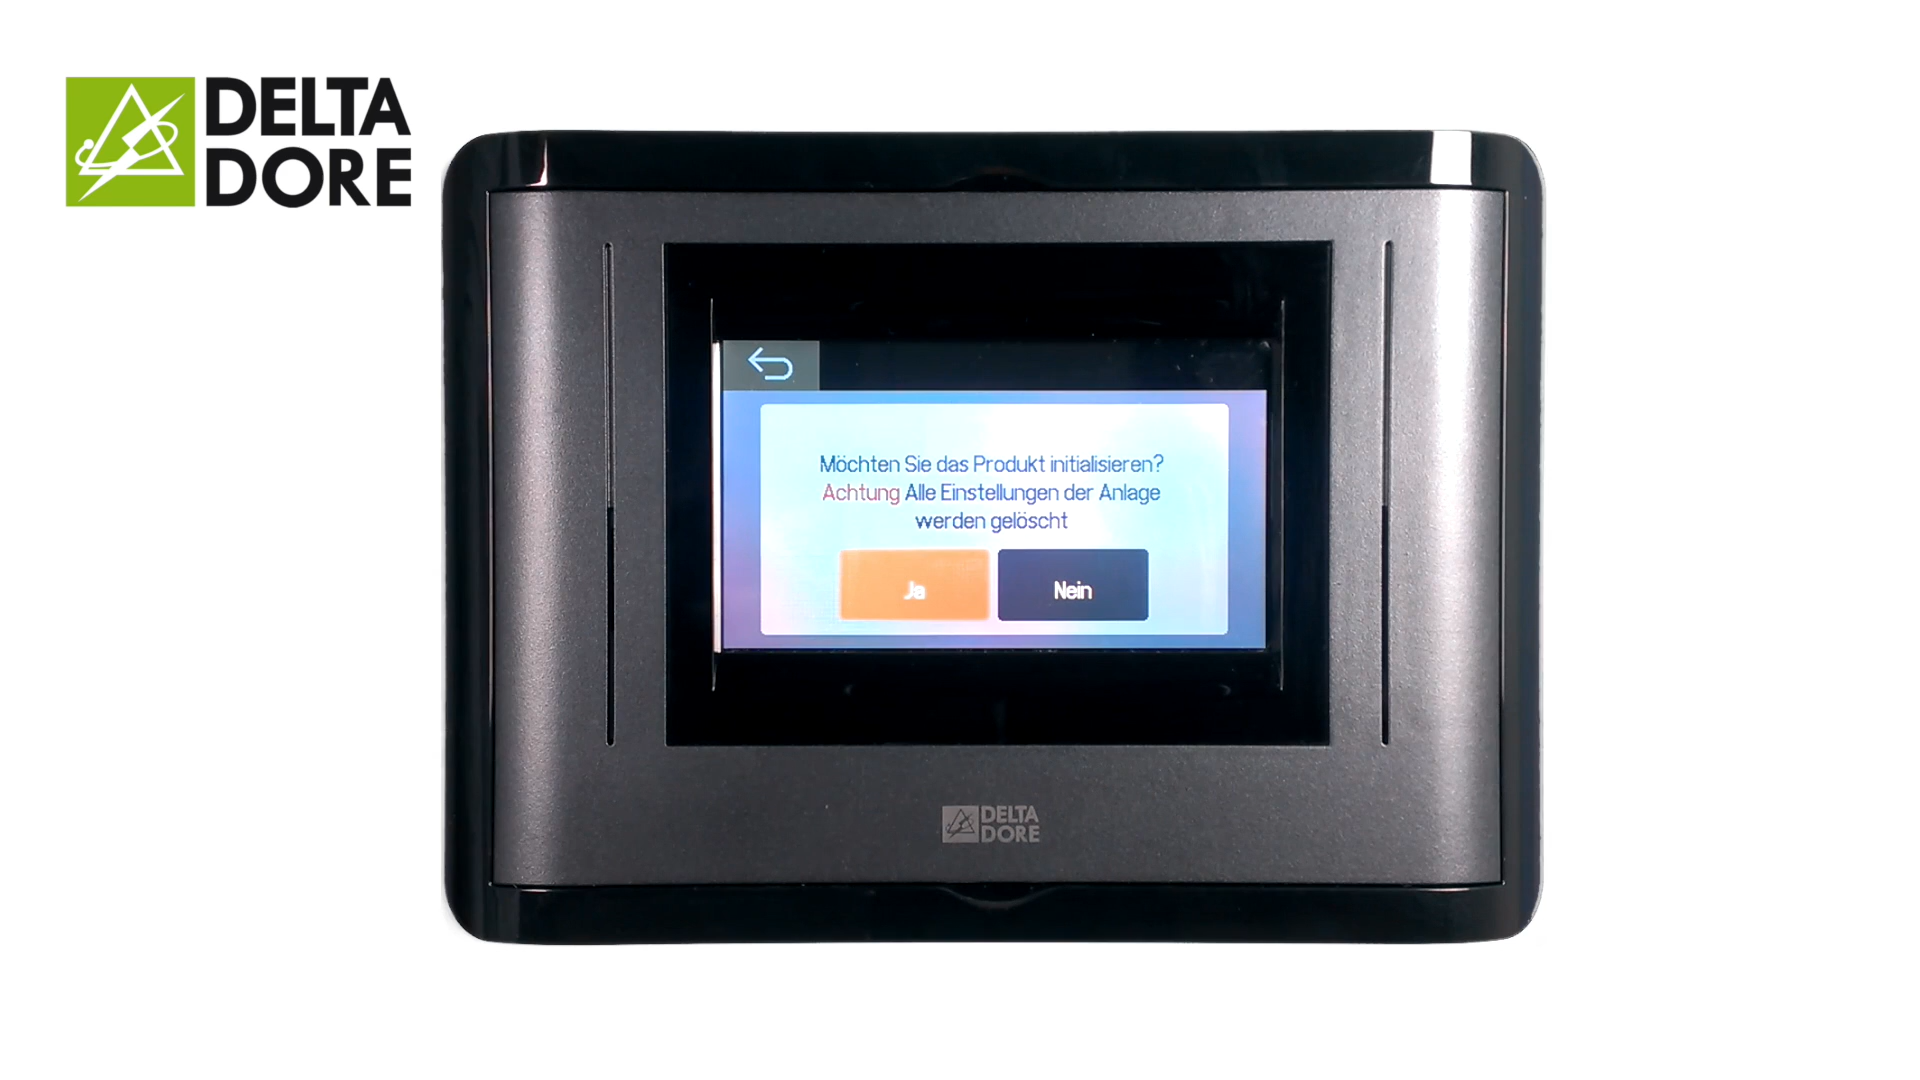 DELTA
DORE
Möchten Sie das Produkt initialisieren?
Achtung Alle Einstellungen der Anlage
werden gelöscht
Ja
Nein
DELTA
DORE